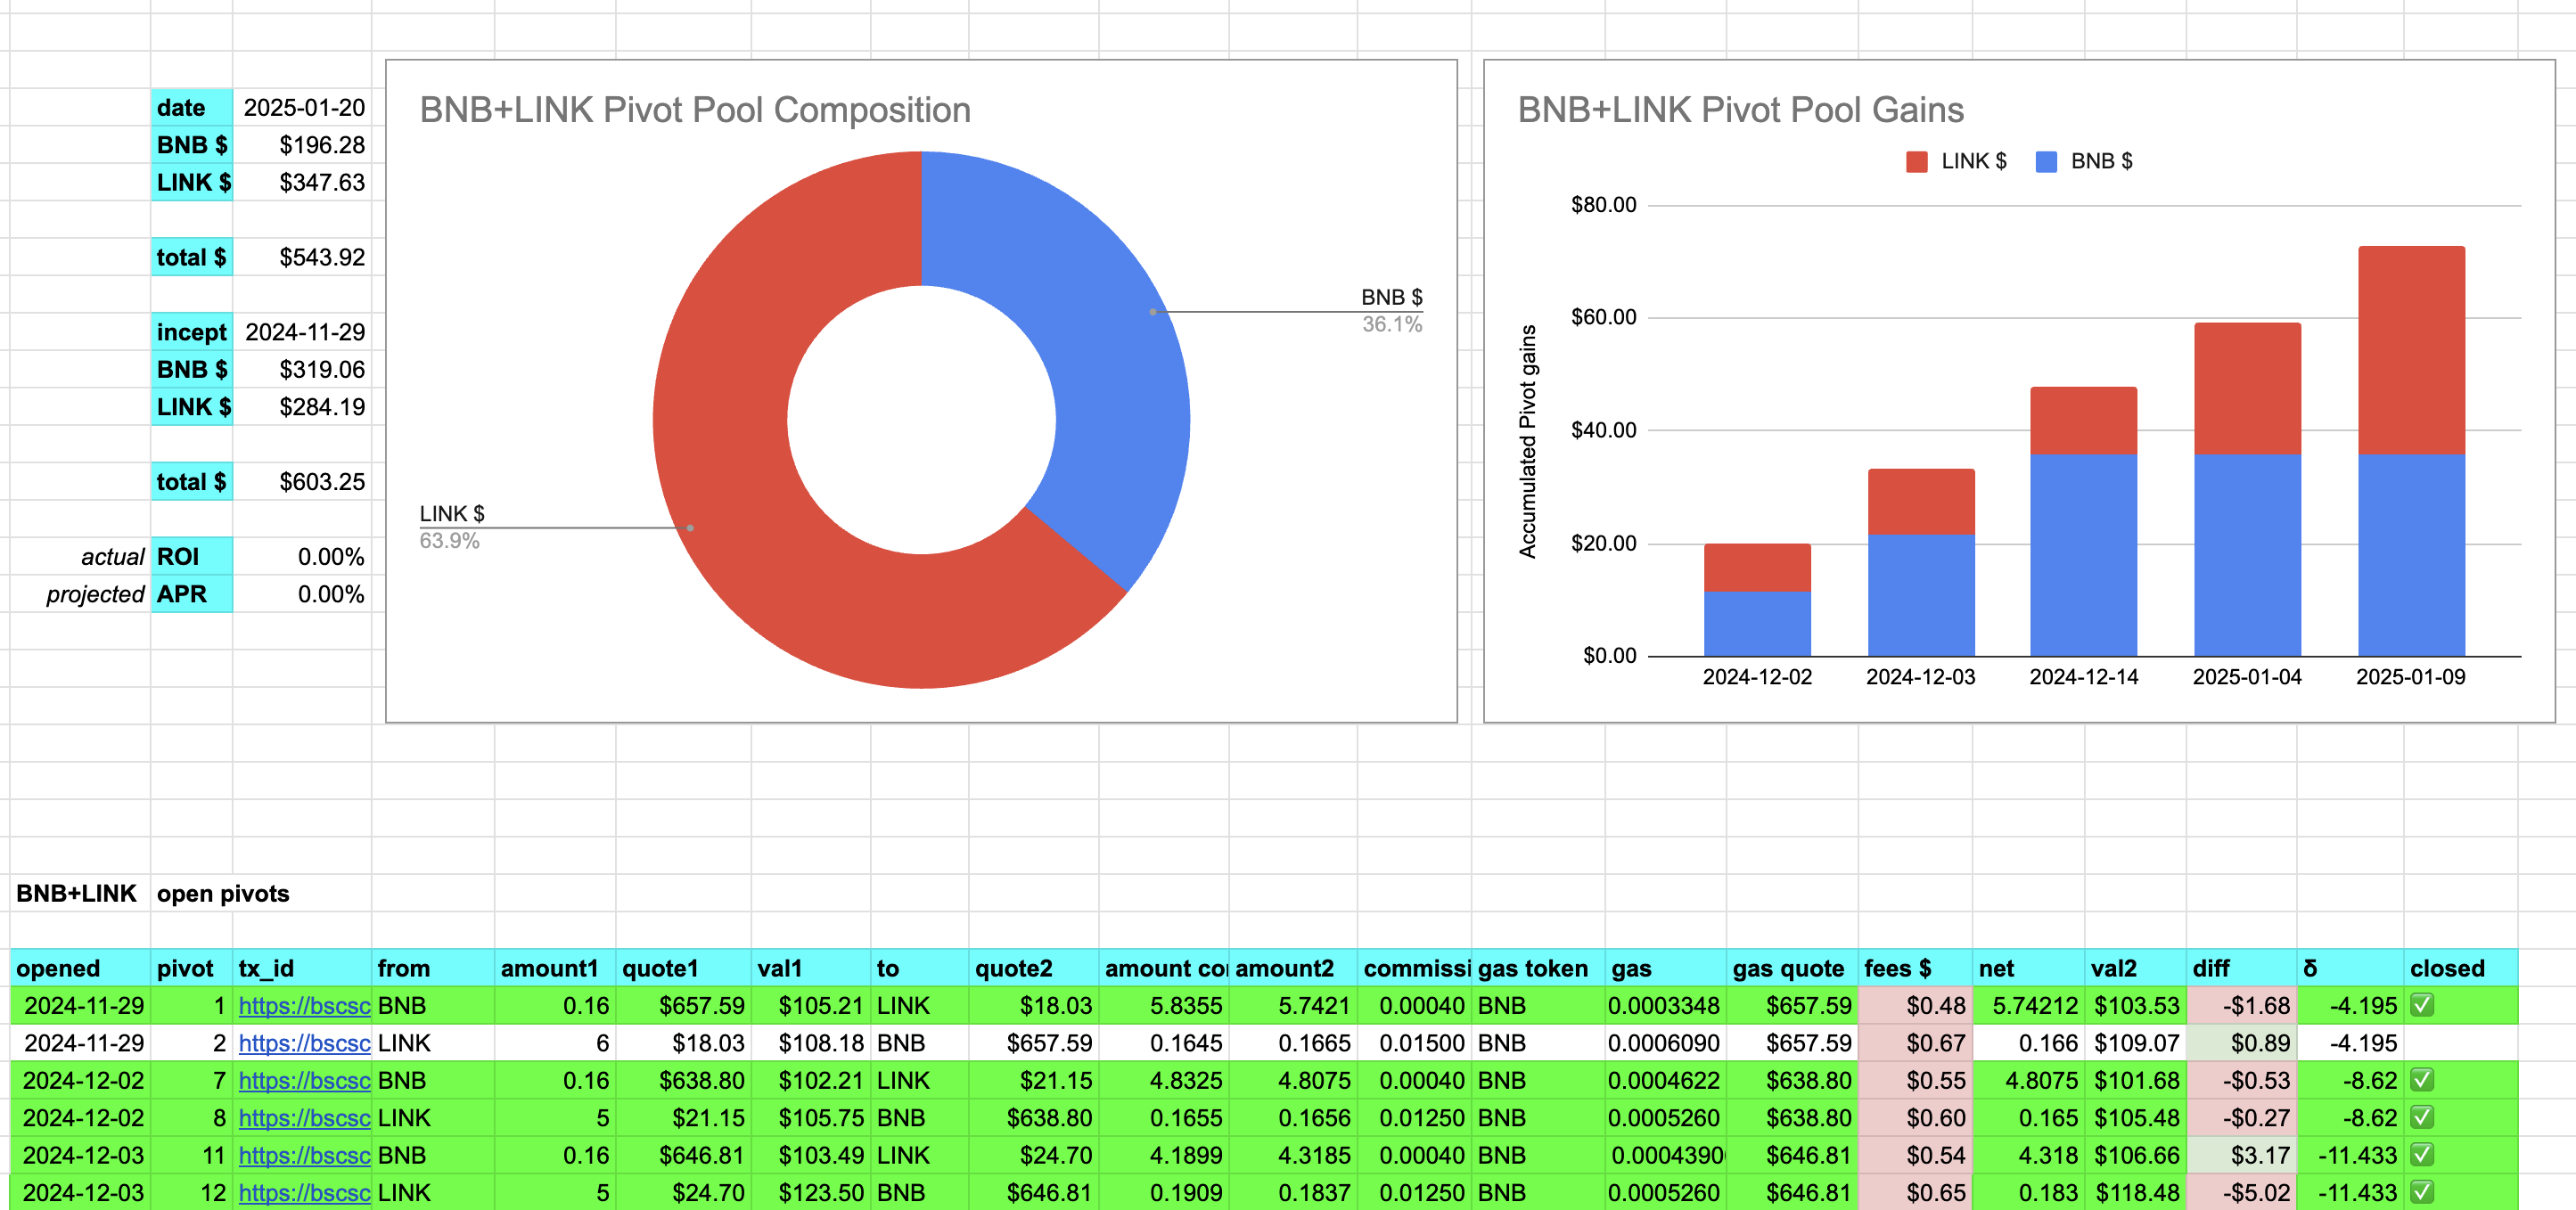 date 2025-01-20
BNB $ $196.28
LINK $ $347.63
total $ $543.92
incept 2024-11-29
BNB $ $319.06
LINK $ $284.19
total $ $603.25
actual ROI 0.00%
projected APR 0.00%
BNB+LINK Pivot Pool Composition
BNB $
36.1%
LINK $
63.9%
BNB+LINK Pivot Pool Gains
LINK $ BNB $
Accumulated Pivot gains
$80.00
$60.00
$40.00
$20.00
$0.00
2024-12-02 2024-12-03 2024-12-14 2025-01-04 2025-01-09
BNB+LINK open pivots
opened pivot tx_id from amount1 quote1 val1 to quote2 amount co amount2 commissi gas token gas gas quote fees $ net val2 diff δ closed
2024-11-29 1 https://bscsc BNB 0.16 $657.59 $105.21 LINK $18.03 5.8355 5.7421 0.00040 BNB 0.0003348 $657.59 $0.48 5.74212 $103.53 -$1.68 -4.195 ✅
2024-11-29 2 https://bscsc LINK 6 $18.03 $108.18 BNB $657.59 0.1645 0.1665 0.01500 BNB 0.0006090 $657.59 $0.67 0.166 $109.07 $0.89 -4.195
2024-12-02 7 https://bscsc BNB 0.16 $638.80 $102.21 LINK $21.15 4.8325 4.8075 0.00040 BNB 0.0004622 $638.80 $0.55 4.8075 $101.68 -$0.53 -8.62 ✅
2024-12-02 8 https://bscsc LINK 5 $21.15 $105.75 BNB $638.80 0.1655 0.1656 0.01250 BNB 0.0005260 $638.80 $0.60 0.165 $105.48 -$0.27 -8.62 ✅
2024-12-03 11 https://bscsc BNB 0.16 $646.81 $103.49 LINK $24.70 4.1899 4.3185 0.00040 BNB 0.0004390 $646.81 $0.54 4.318 $106.66 $3.17 -11.433 ✅
2024-12-03 12 https://bscsc LINK 5 $24.70 $123.50 BNB $646.81 0.1909 0.1837 0.01250 BNB 0.0005260 $646.81 $0.65 0.183 $118.48 -$5.02 -11.433 ✅